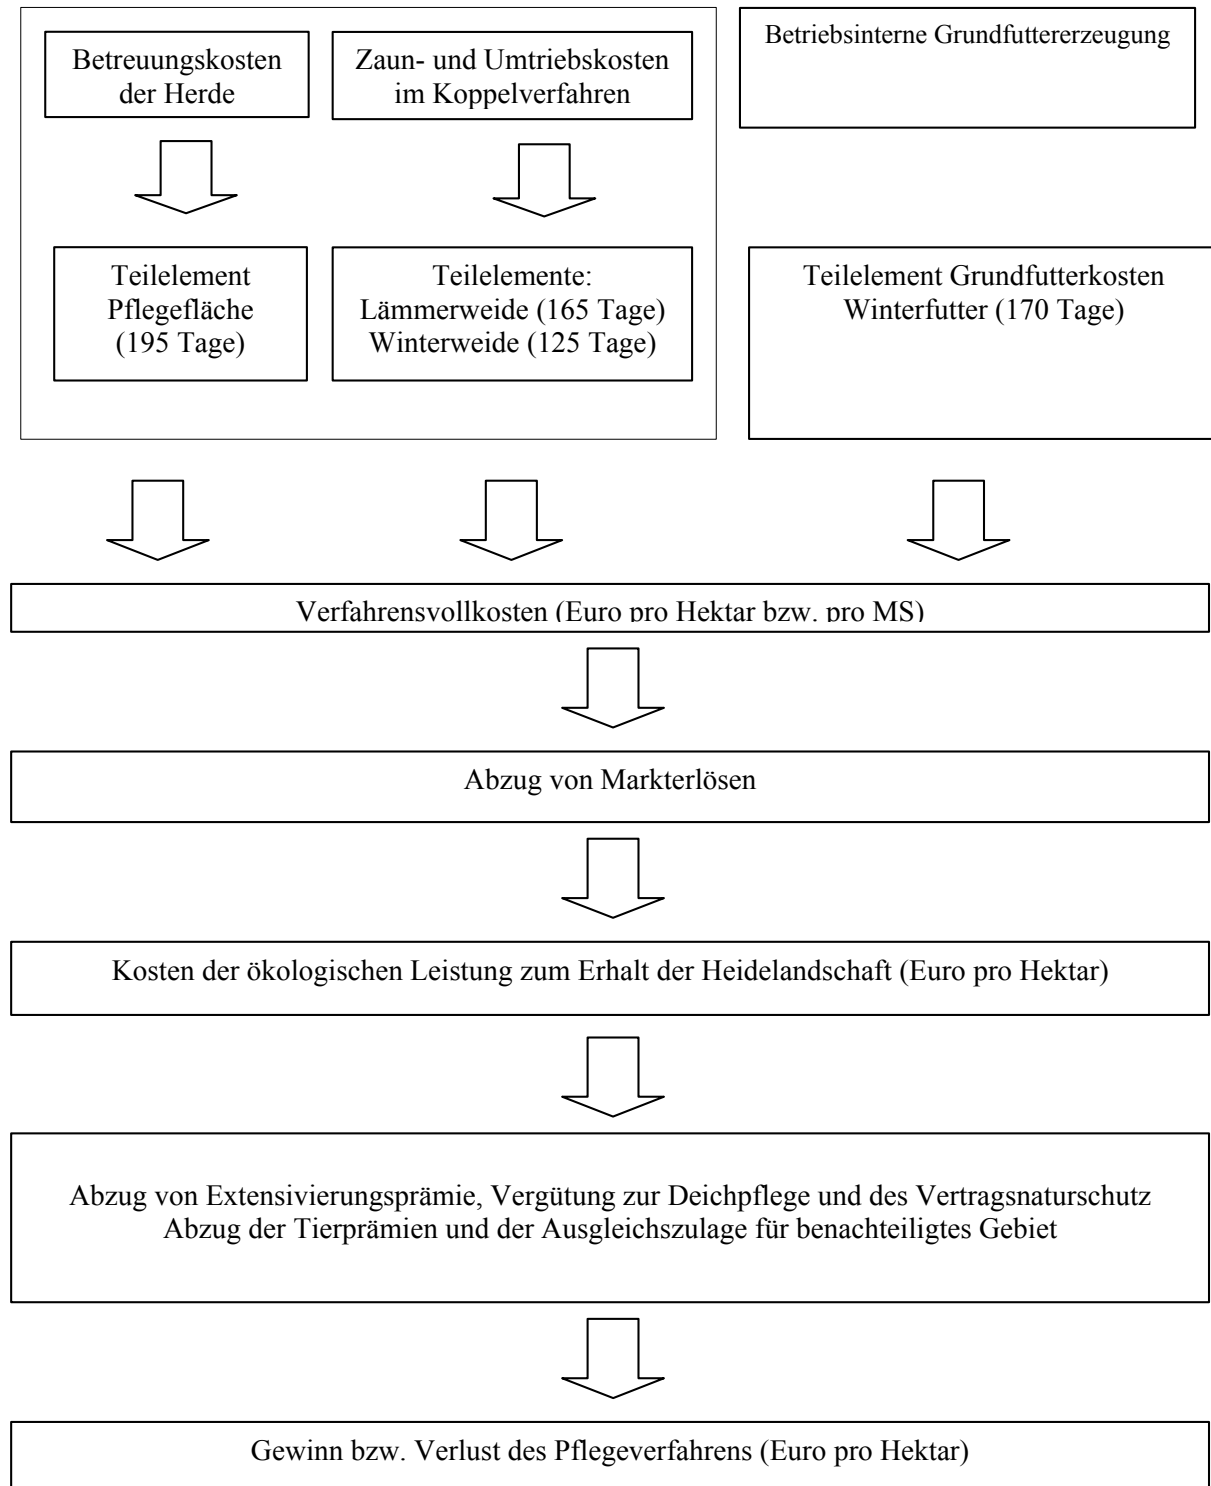 Betreuungskosten
der Herde
Zaun- und Umtriebskosten
im Koppelverfahren
Betriebsinterne Grundfuttererzeugung
Teilelement
Pflegefläche
(195 Tage)
Teilelemente:
Lämmerweide (165 Tage)
Winterweide (125 Tage)
Teilelement Grundfutterkosten
Winterfutter (170 Tage)
Verfahrensvollkosten (Euro pro Hektar bzw. pro MS)
Abzug von Markterlösen
Kosten der ökologischen Leistung zum Erhalt der Heidelandschaft (Euro pro Hektar)
Abzug von Extensivierungsprämie, Vergütung zur Deichpflege und des Vertragsnaturschutz
Abzug der Tierprämien und der Ausgleichszulage für benachteiligtes Gebiet
Gewinn bzw. Verlust des Pflegeverfahrens (Euro pro Hektar)